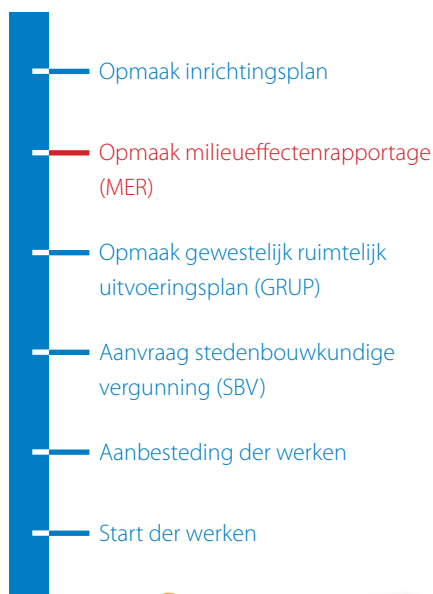 Opmaak inrichtingsplan
Opmaak milieueffectenrapportage
(MER)
Opmaak gewestelijk ruimtelijk
uitvoeringsplan (GRUP)
Aanvraag stedenbouwkundige
vergunning (SBV)
Aanbesteding der werken
Start der werken